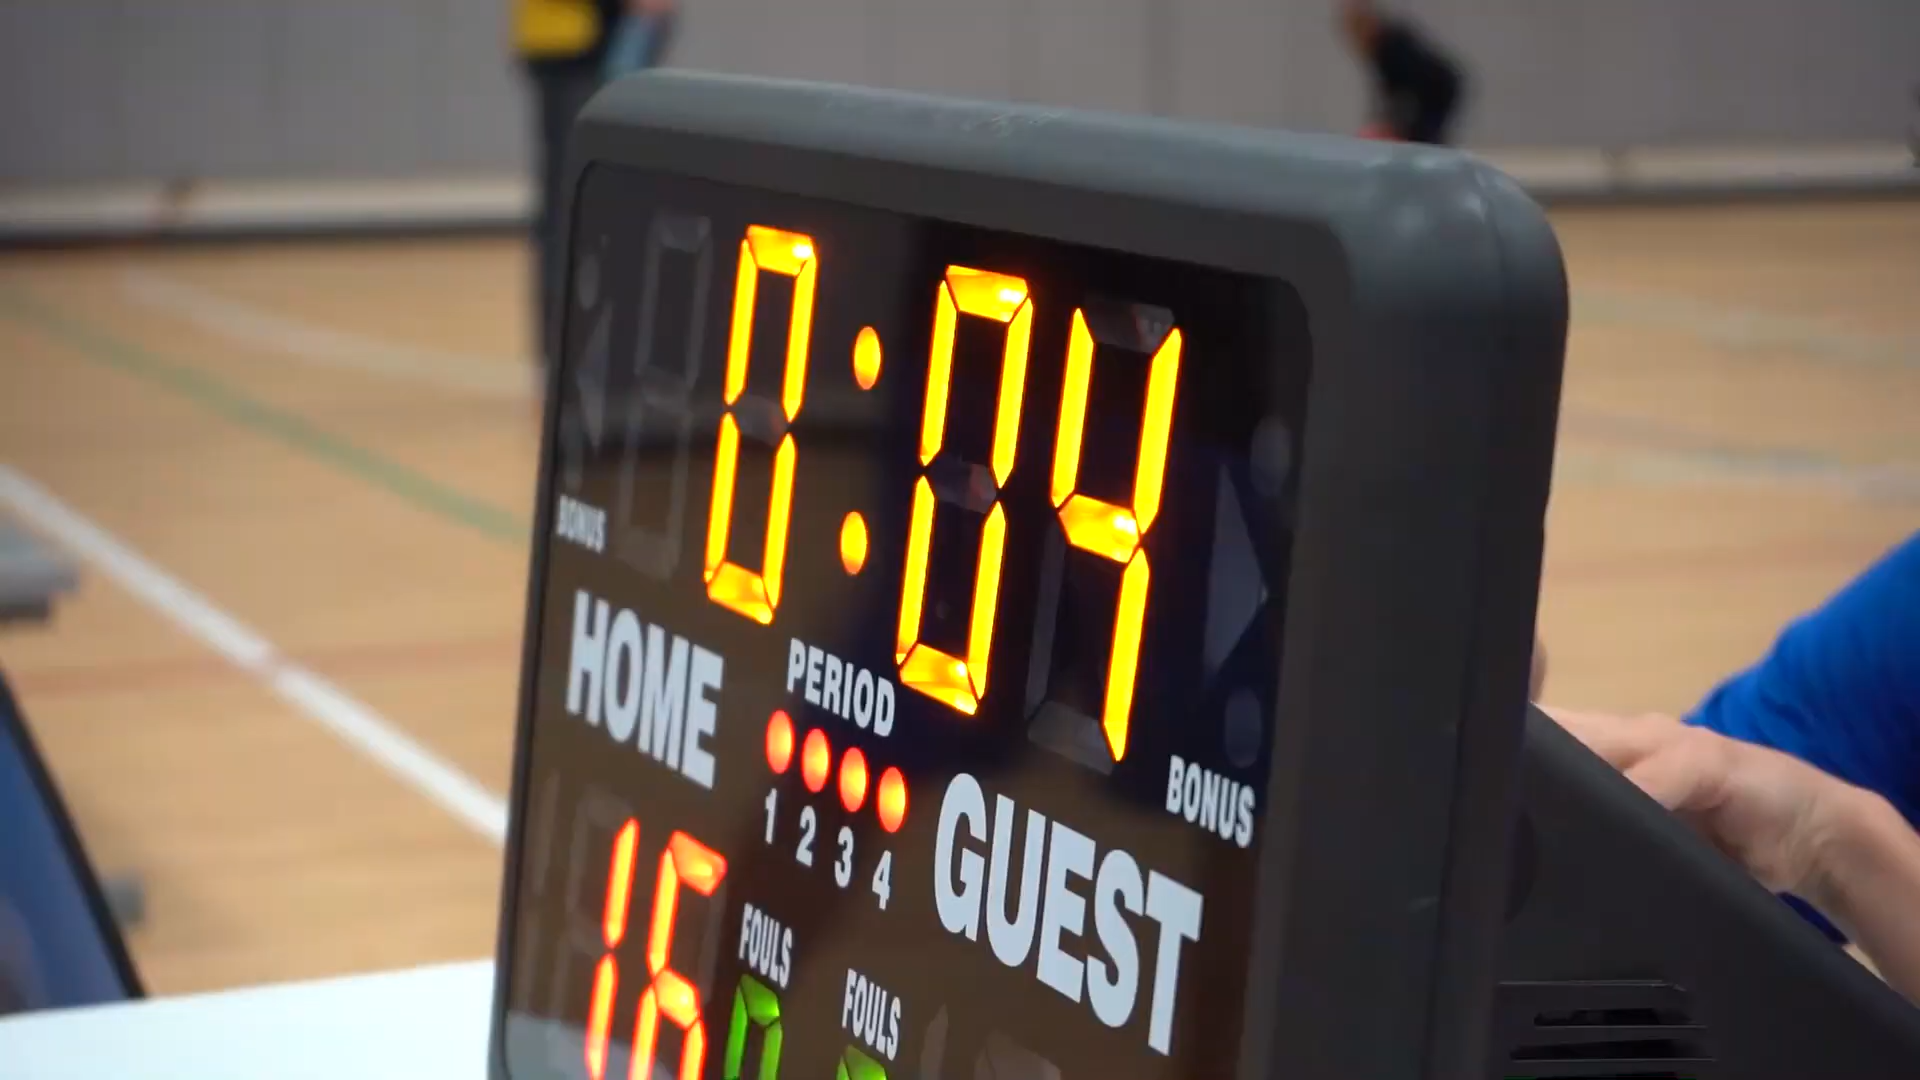 0:04
BONUS
HOME
PERIOD
1 2 3 4
BONUS
GUEST
16
FOULS
FOULS